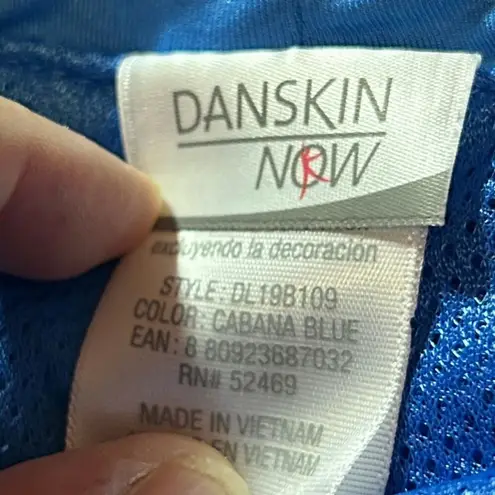 DANSKIN
NOW
excluyendo la decoración
STYLE: DL19B109
COLOR: CABANA BLUE
EAN: 8 80923687032
RN# 52469
MADE IN VIETNAM
EN VIETNAM